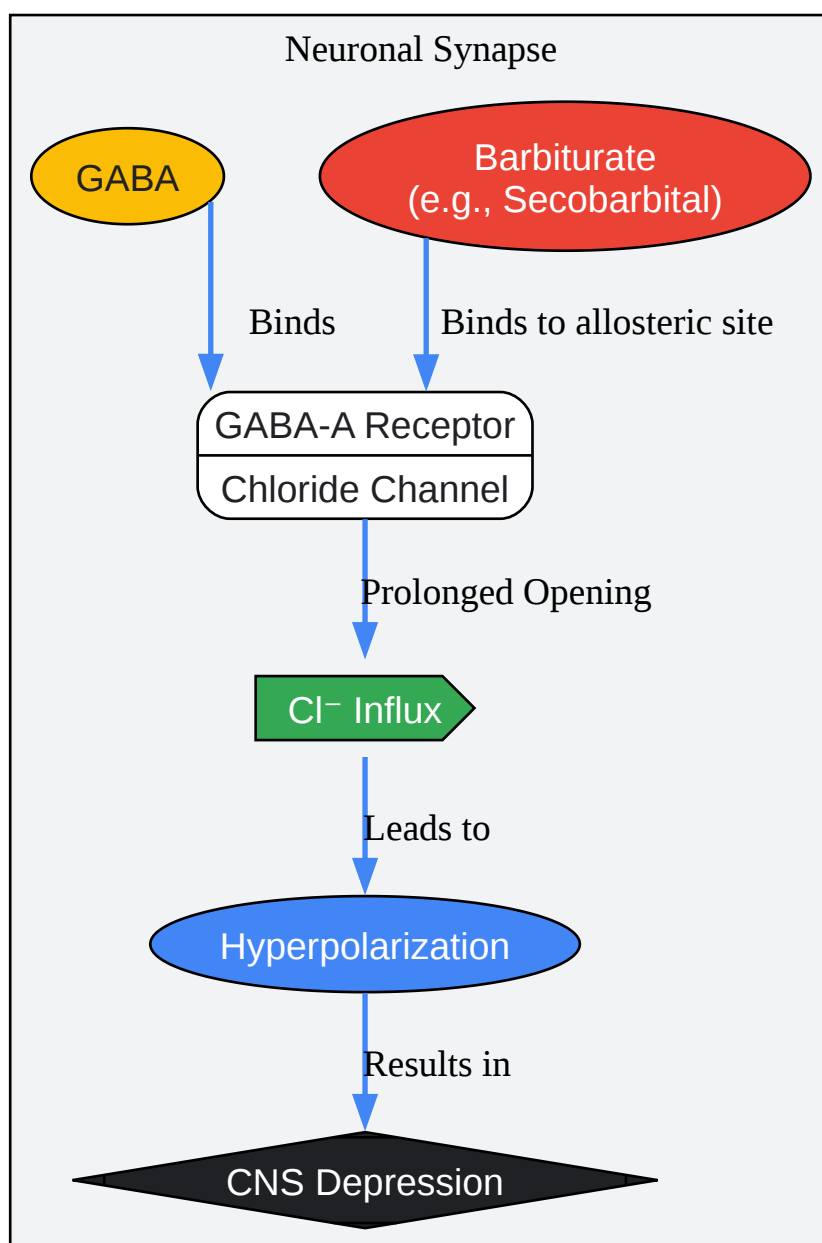 Neuronal Synapse
GABA
Barbiturate
(e.g., Secobarbital)
Binds
Binds to allosteric site
GABA-A Receptor
Chloride Channel
Prolonged Opening
Cl⁻ Influx
Leads to
Hyperpolarization
Results in
CNS Depression